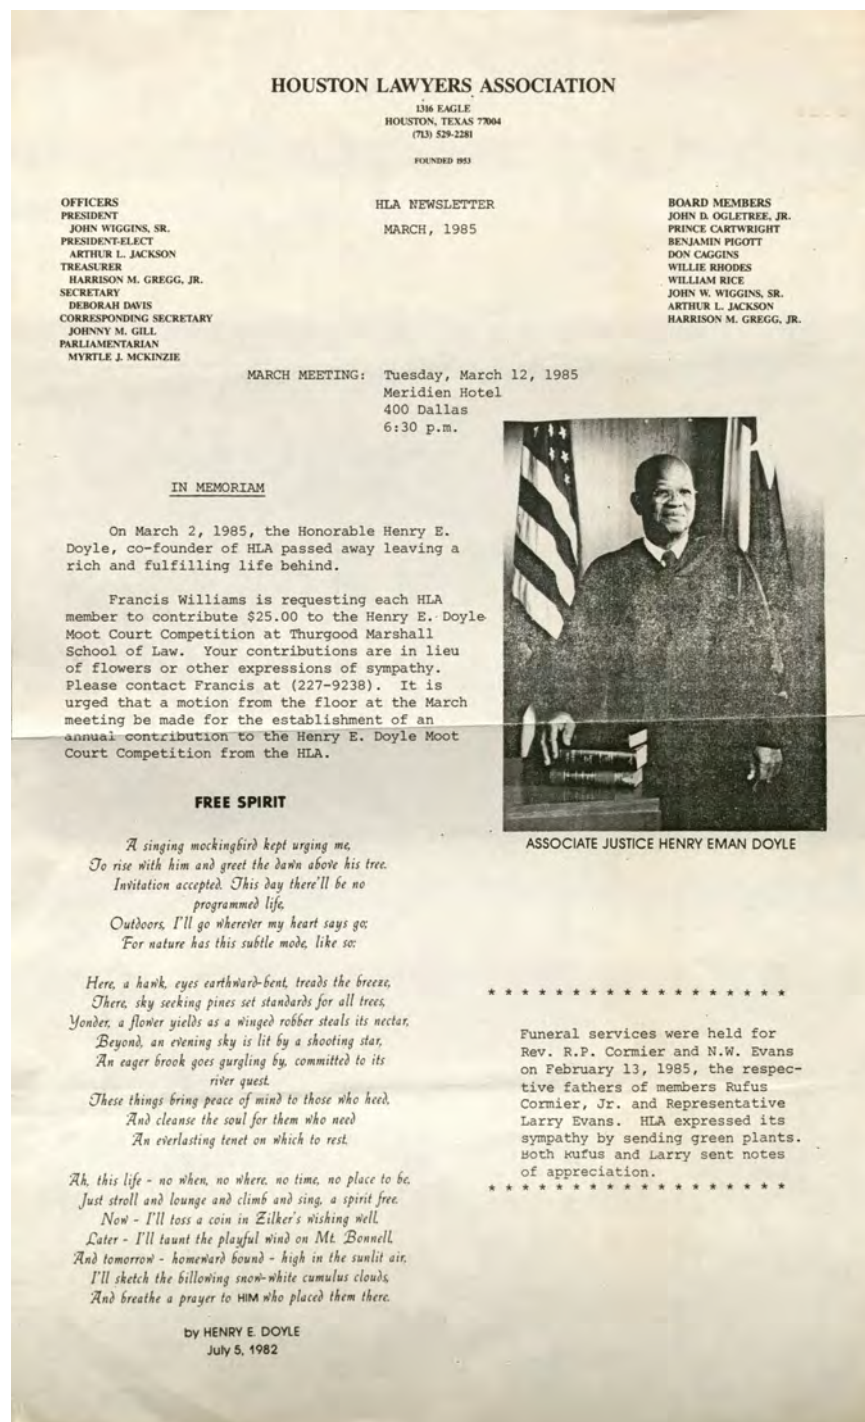 HOUSTON LAWYERS ASSOCIATION
1316 EAGLE
HOUSTON, TEXAS 77004
(713) 529-2281
FOUNDED 1953
OFFICERS
PRESIDENT
JOHN WIGGINS, SR.
PRESIDENT-ELECT
ARTHUR L. JACKSON
TREASURER
HARRISON M. GREGG, JR.
SECRETARY
DEBORAH DAVIS
CORRESPONDING SECRETARY
JOHNNY M. GILL
PARLIAMENTARIAN
MYRTLE J. MCKINZIE
HLA NEWSLETTER
MARCH, 1985
BOARD MEMBERS
JOHN D. OGLETREE, JR.
PRINCE CARTWRIGHT
BENJAMIN PIGOTT
DON CAGGINS
WILLIE RHODES
WILLIAM RICE
JOHN W. WIGGINS, SR.
ARTHUR L. JACKSON
HARRISON M. GREGG, JR.
MARCH MEETING: Tuesday, March 12, 1985
Meridien Hotel
400 Dallas
6:30 p.m.
IN MEMORIAM
On March 2, 1985, the Honorable Henry E.
Doyle, co-founder of HLA passed away leaving a
rich and fulfilling life behind.
Francis Williams is requesting each HLA
member to contribute $25.00 to the Henry E. Doyle
Moot Court Competition at Thurgood Marshall
School of Law. Your contributions are in lieu
of flowers or other expressions of sympathy.
Please contact Francis at (227-9238). It is
urged that a motion from the floor at the March
meeting be made for the establishment of an
annual contribution to the Henry E. Doyle Moot
Court Competition from the HLA.
ASSOCIATE JUSTICE HENRY EMAN DOYLE
FREE SPIRIT
A singing mockingbird kept urging me,
To rise with him and greet the dawn above his tree.
Invitation accepted. This day there'll be no
programmed life,
Outdoors, I'll go wherever my heart says go;
For nature has this subtle mode, like so:
Here, a hawk, eyes earthward-bent, treads the breeze,
There, sky seeking pines set standards for all trees,
Yonder, a flower yields as a winged robber steals its nectar,
Beyond, an evening sky is lit by a shooting star,
An eager brook goes gurgling by, committed to its
river quest.
These things bring peace of mind to those who heed,
And cleanse the soul for them who need
An everlasting tenet on which to rest.
Ah, this life - no when, no where, no time, no place to be,
Just stroll and lounge and climb and sing, a spirit free.
Now - I'll toss a coin in Zilker's wishing well,
Later - I'll taunt the playful wind on Mt. Bonnell,
And tomorrow - homeward bound - high in the sunlit air,
I'll sketch the billowing snow-white cumulus clouds,
And breathe a prayer to HIM who placed them there.
by HENRY E. DOYLE
July 5, 1982
* * * * * * * * * * * * * * * * * *
Funeral services were held for
Rev. R.P. Cormier and N.W. Evans
on February 13, 1985, the respec-
tive fathers of members Rufus
Cormier, Jr. and Representative
Larry Evans. HLA expressed its
sympathy by sending green plants.
Both Rufus and Larry sent notes
of appreciation.
* * * * * * * * * * * * * * * * * *